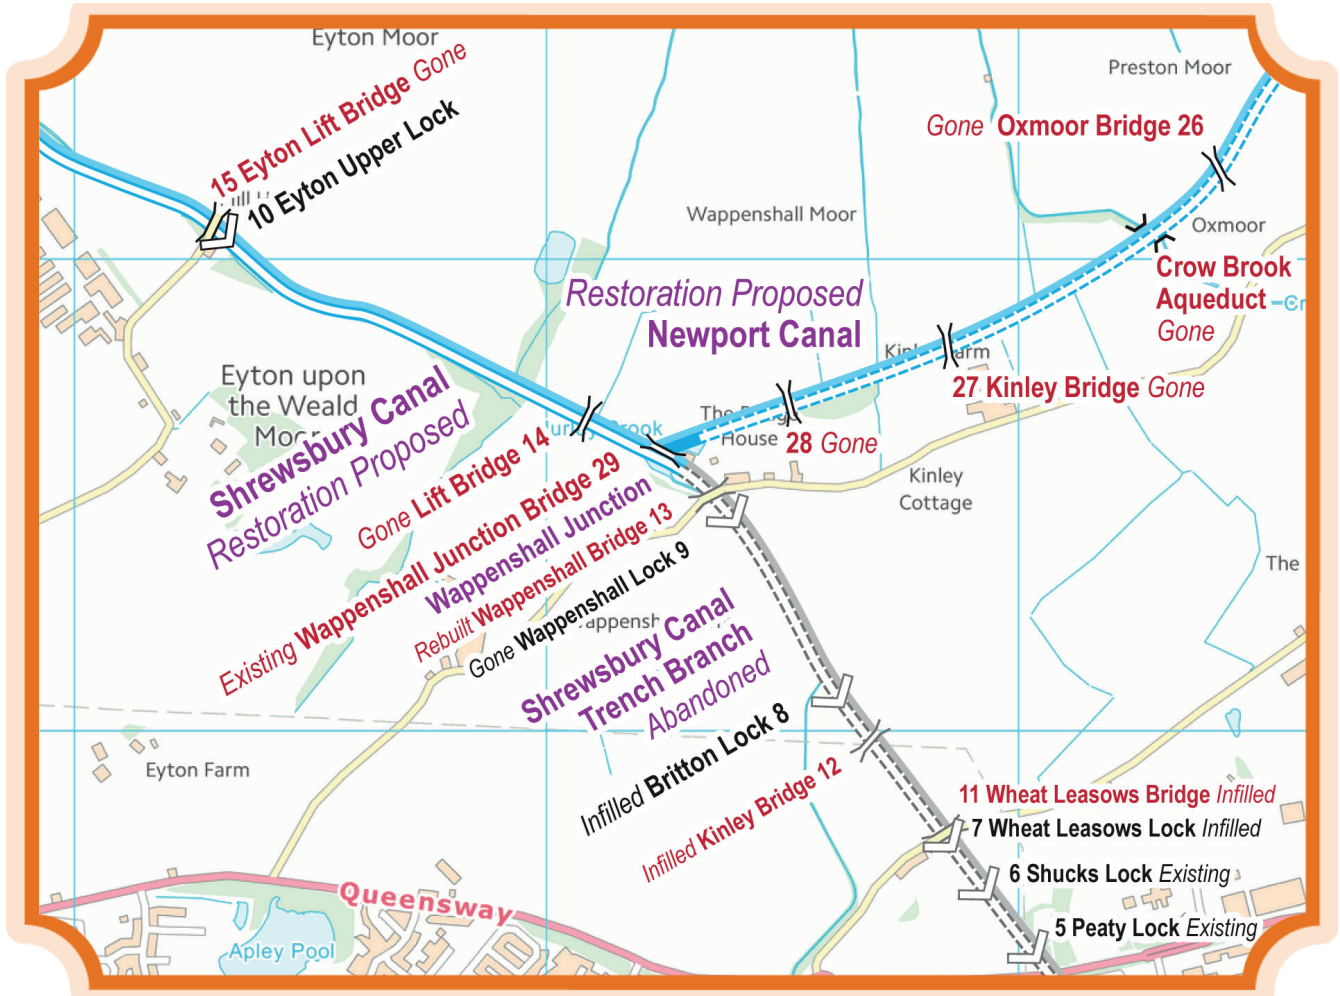 Eyton Moor
Preston Moor
15 Eyton Lift Bridge Gone
10 Eyton Upper Lock
Gone Oxmoor Bridge 26
Wappenshall Moor
Oxmoor
Crow Brook
Aqueduct
Gone
Restoration Proposed
Newport Canal
27 Kinley Bridge Gone
Eyton upon
the Weald
Shrewsbury Canal
Restoration Proposed
House
28 Gone
Kinley
Cottage
Gone Lift Bridge 14
Existing Wappenshall Junction Bridge 29
Wappenshall Junction
Rebuilt Wappenshall Bridge 13
Gone Wappenshall Lock 9
The
Shrewsbury Canal
Trench Branch
Abandoned
Infilled Britton Lock 8
Infilled Kinley Bridge 12
Eyton Farm
11 Wheat Leasows Bridge Infilled
7 Wheat Leasows Lock Infilled
6 Shucks Lock Existing
5 Peaty Lock Existing
Queensway
Apley Pool